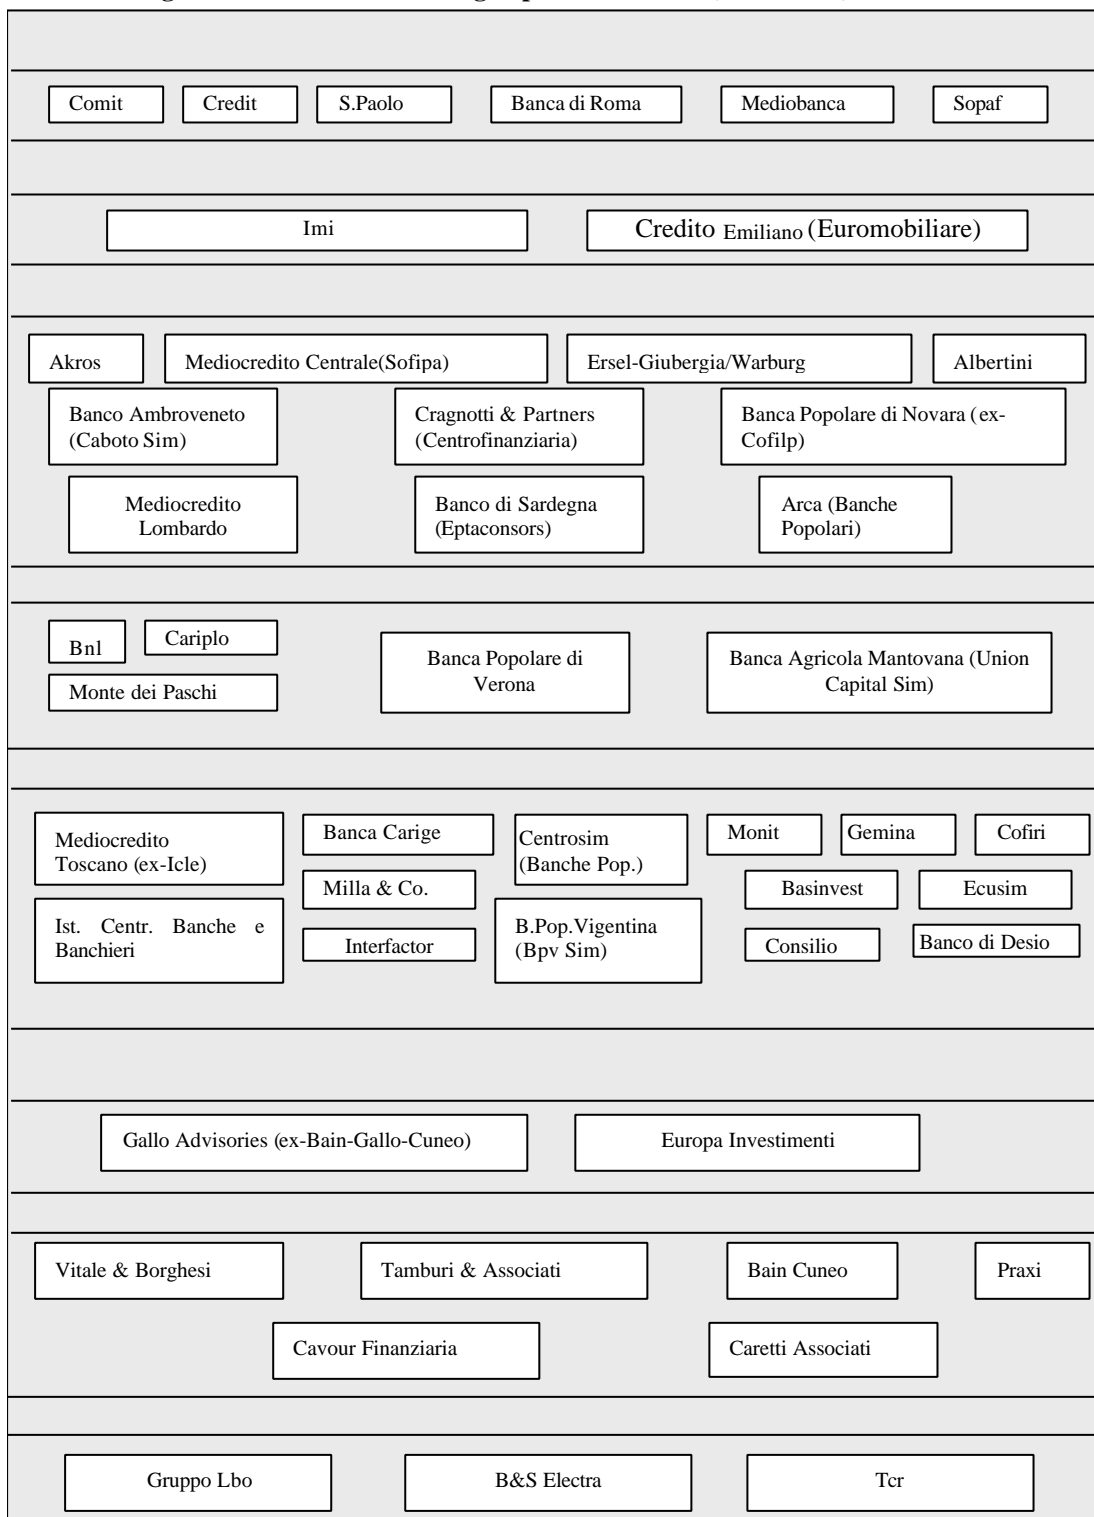 Comit Credit S.Paolo Banca di Roma Mediobanca Sopaf
Imi Credito Emiliano (Euromobiliare)
Akros Mediocredito Centrale(Sofipa) Ersel-Giubergia/Warburg Albertini
Banco Ambroveneto
(Caboto Sim)
Cragnotti & Partners
(Centrofinanziaria)
Banca Popolare di Novara (ex-
Cofilp)
Mediocredito
Lombardo
Banco di Sardegna
(Eptaconsors)
Arca (Banche
Popolari)
Bnl
Cariplo
Monte dei Paschi
Banca Popolare di
Verona
Banca Agricola Mantovana (Union
Capital Sim)
Mediocredito
Toscano (ex-Icle)
Banca Carige
Centrosim
(Banche Pop.)
Monit Gemina Cofiri
Milla & Co.
Basinvest Ecusim
Ist. Centr. Banche e
Banchieri
Interfactor
B.Pop.Vigentina
(Bpv Sim)
Consilio Banco di Desio
Gallo Advisories (ex-Bain-Gallo-Cuneo) Europa Investimenti
Vitale & Borghesi Tamburi & Associati Bain Cuneo Praxi
Cavour Finanziaria Caretti Associati
Gruppo Lbo B&S Electra Tcr